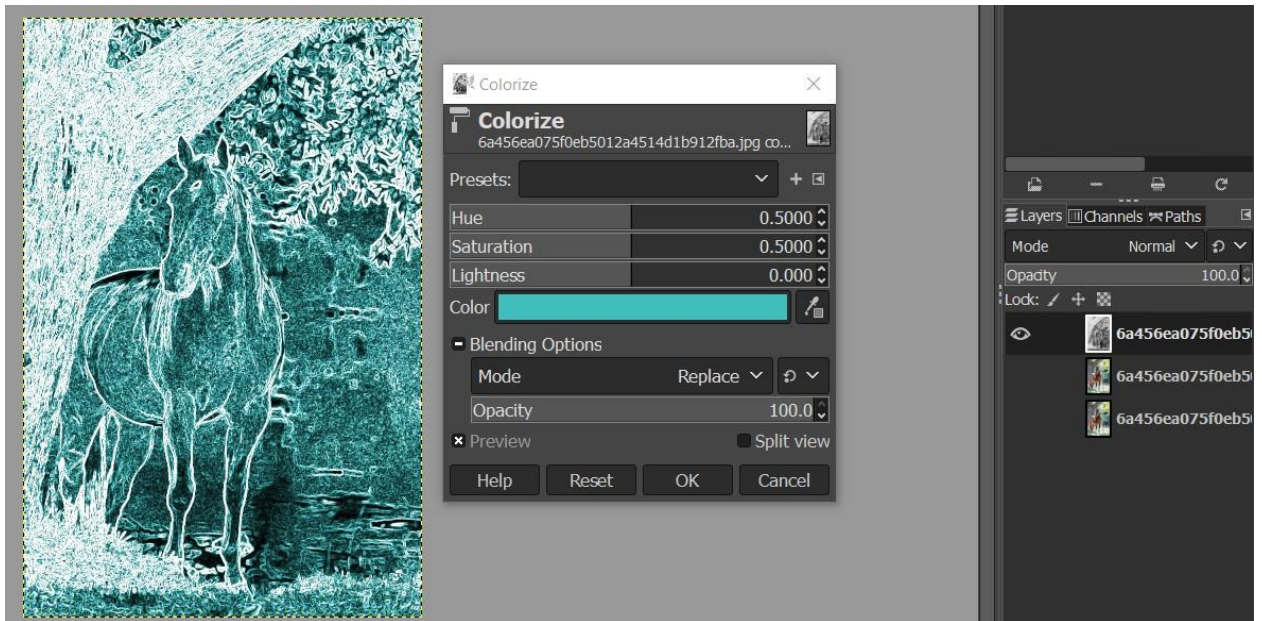 Colorize
Colorize
6a456ea075f0eb5012a4514d1b912fba.jpg co...
Presets:
Hue 0.5000
Saturation 0.5000
Lightness 0.000
Color
Blending Options
Mode Replace
Opacity 100.0
Preview Split view
Help Reset OK Cancel
Layers Channels Paths
Mode Normal
Opacity 100.0
Lock:
6a456ea075f0eb5
6a456ea075f0eb5
6a456ea075f0eb5